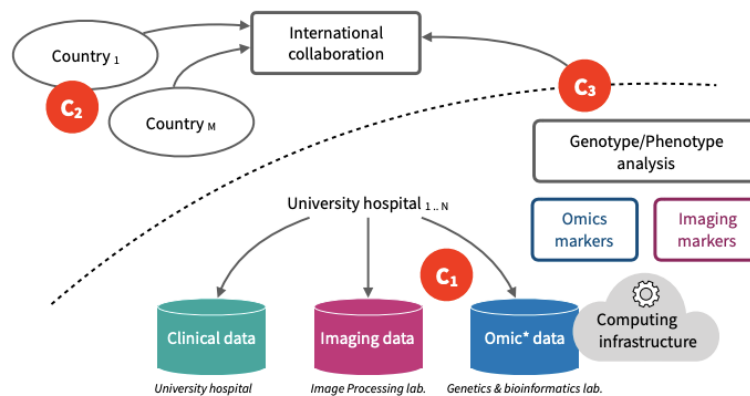 International
collaboration
Country 1
C2
Country M
C3
Genotype/Phenotype
analysis
University hospital 1 .. N
Omics
markers
Imaging
markers
C1
Clinical data
Imaging data
Omic* data
Computing
infrastructure
University hospital
Image Processing lab.
Genetics & bioinformatics lab.